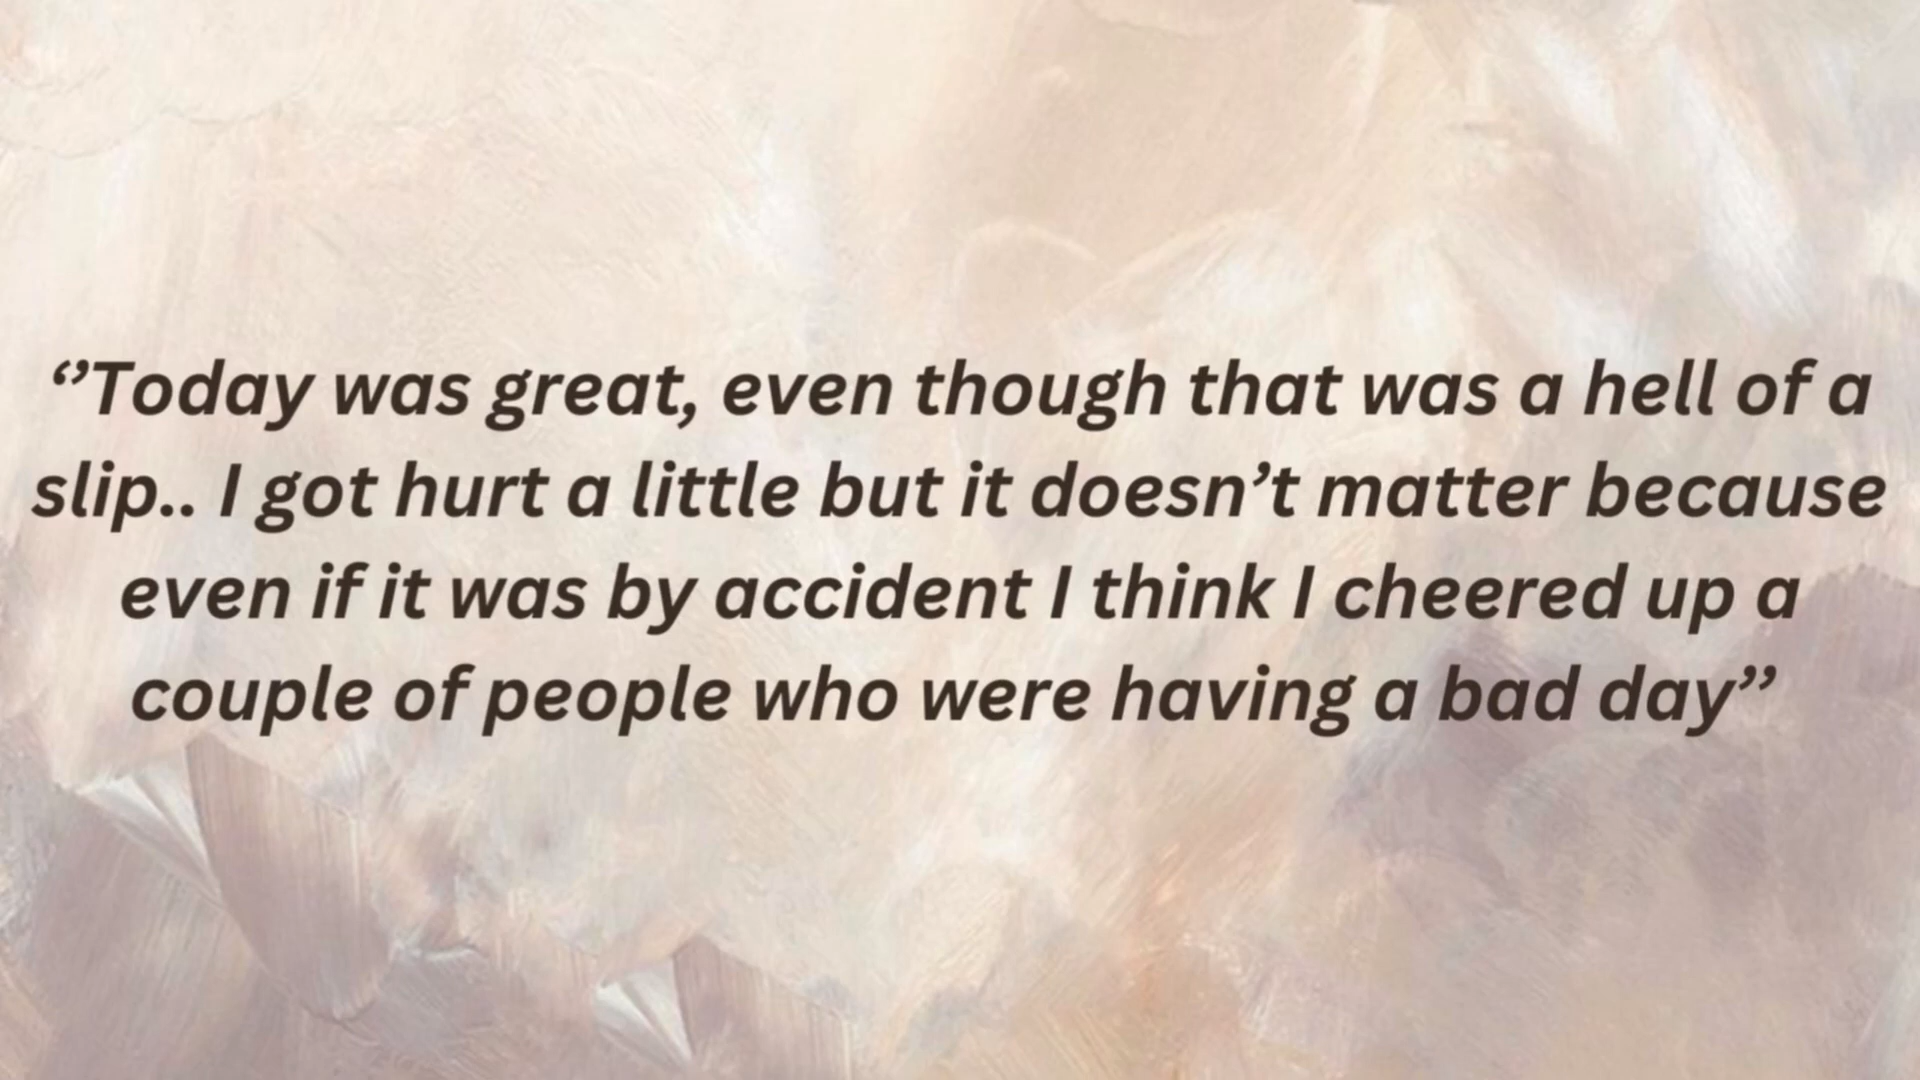 ‘’Today was great, even though that was a hell of a
slip.. I got hurt a little but it doesn’t matter because
even if it was by accident I think I cheered up a
couple of people who were having a bad day’’